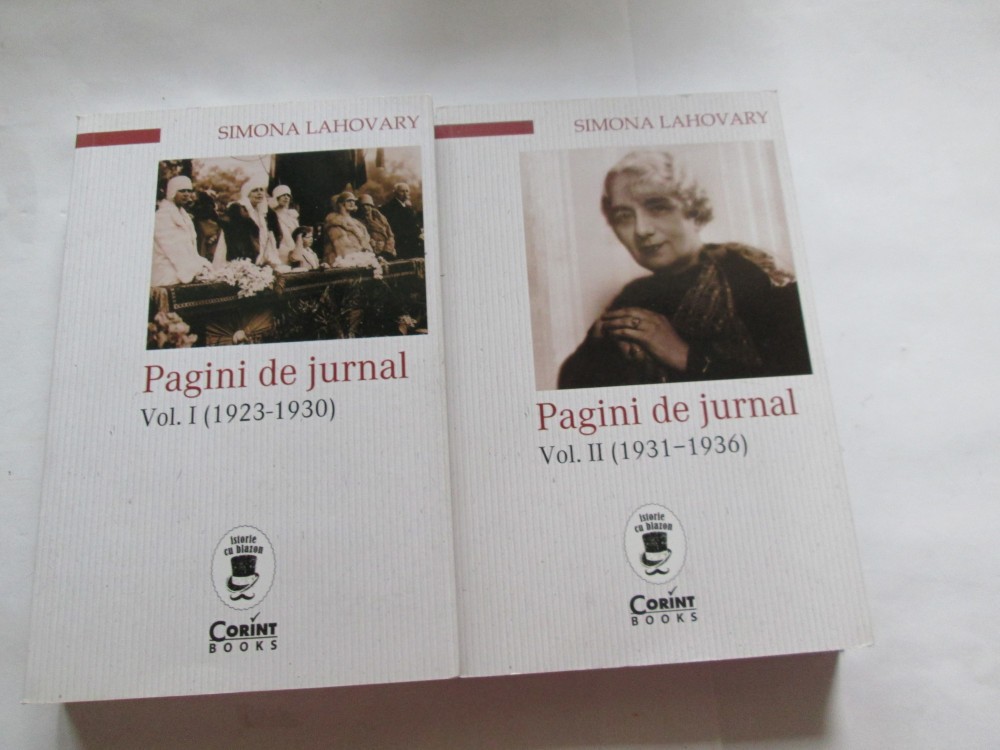 SIMONA LAHOVARY
Pagini de jurnal
Vol. I (1923-1930)
istorie
cu blazon
CORINT
BOOKS
SIMONA LAHOVARY
Pagini de jurnal
Vol. II (1931–1936)
istorie
cu blazon
CORINT
BOOKS